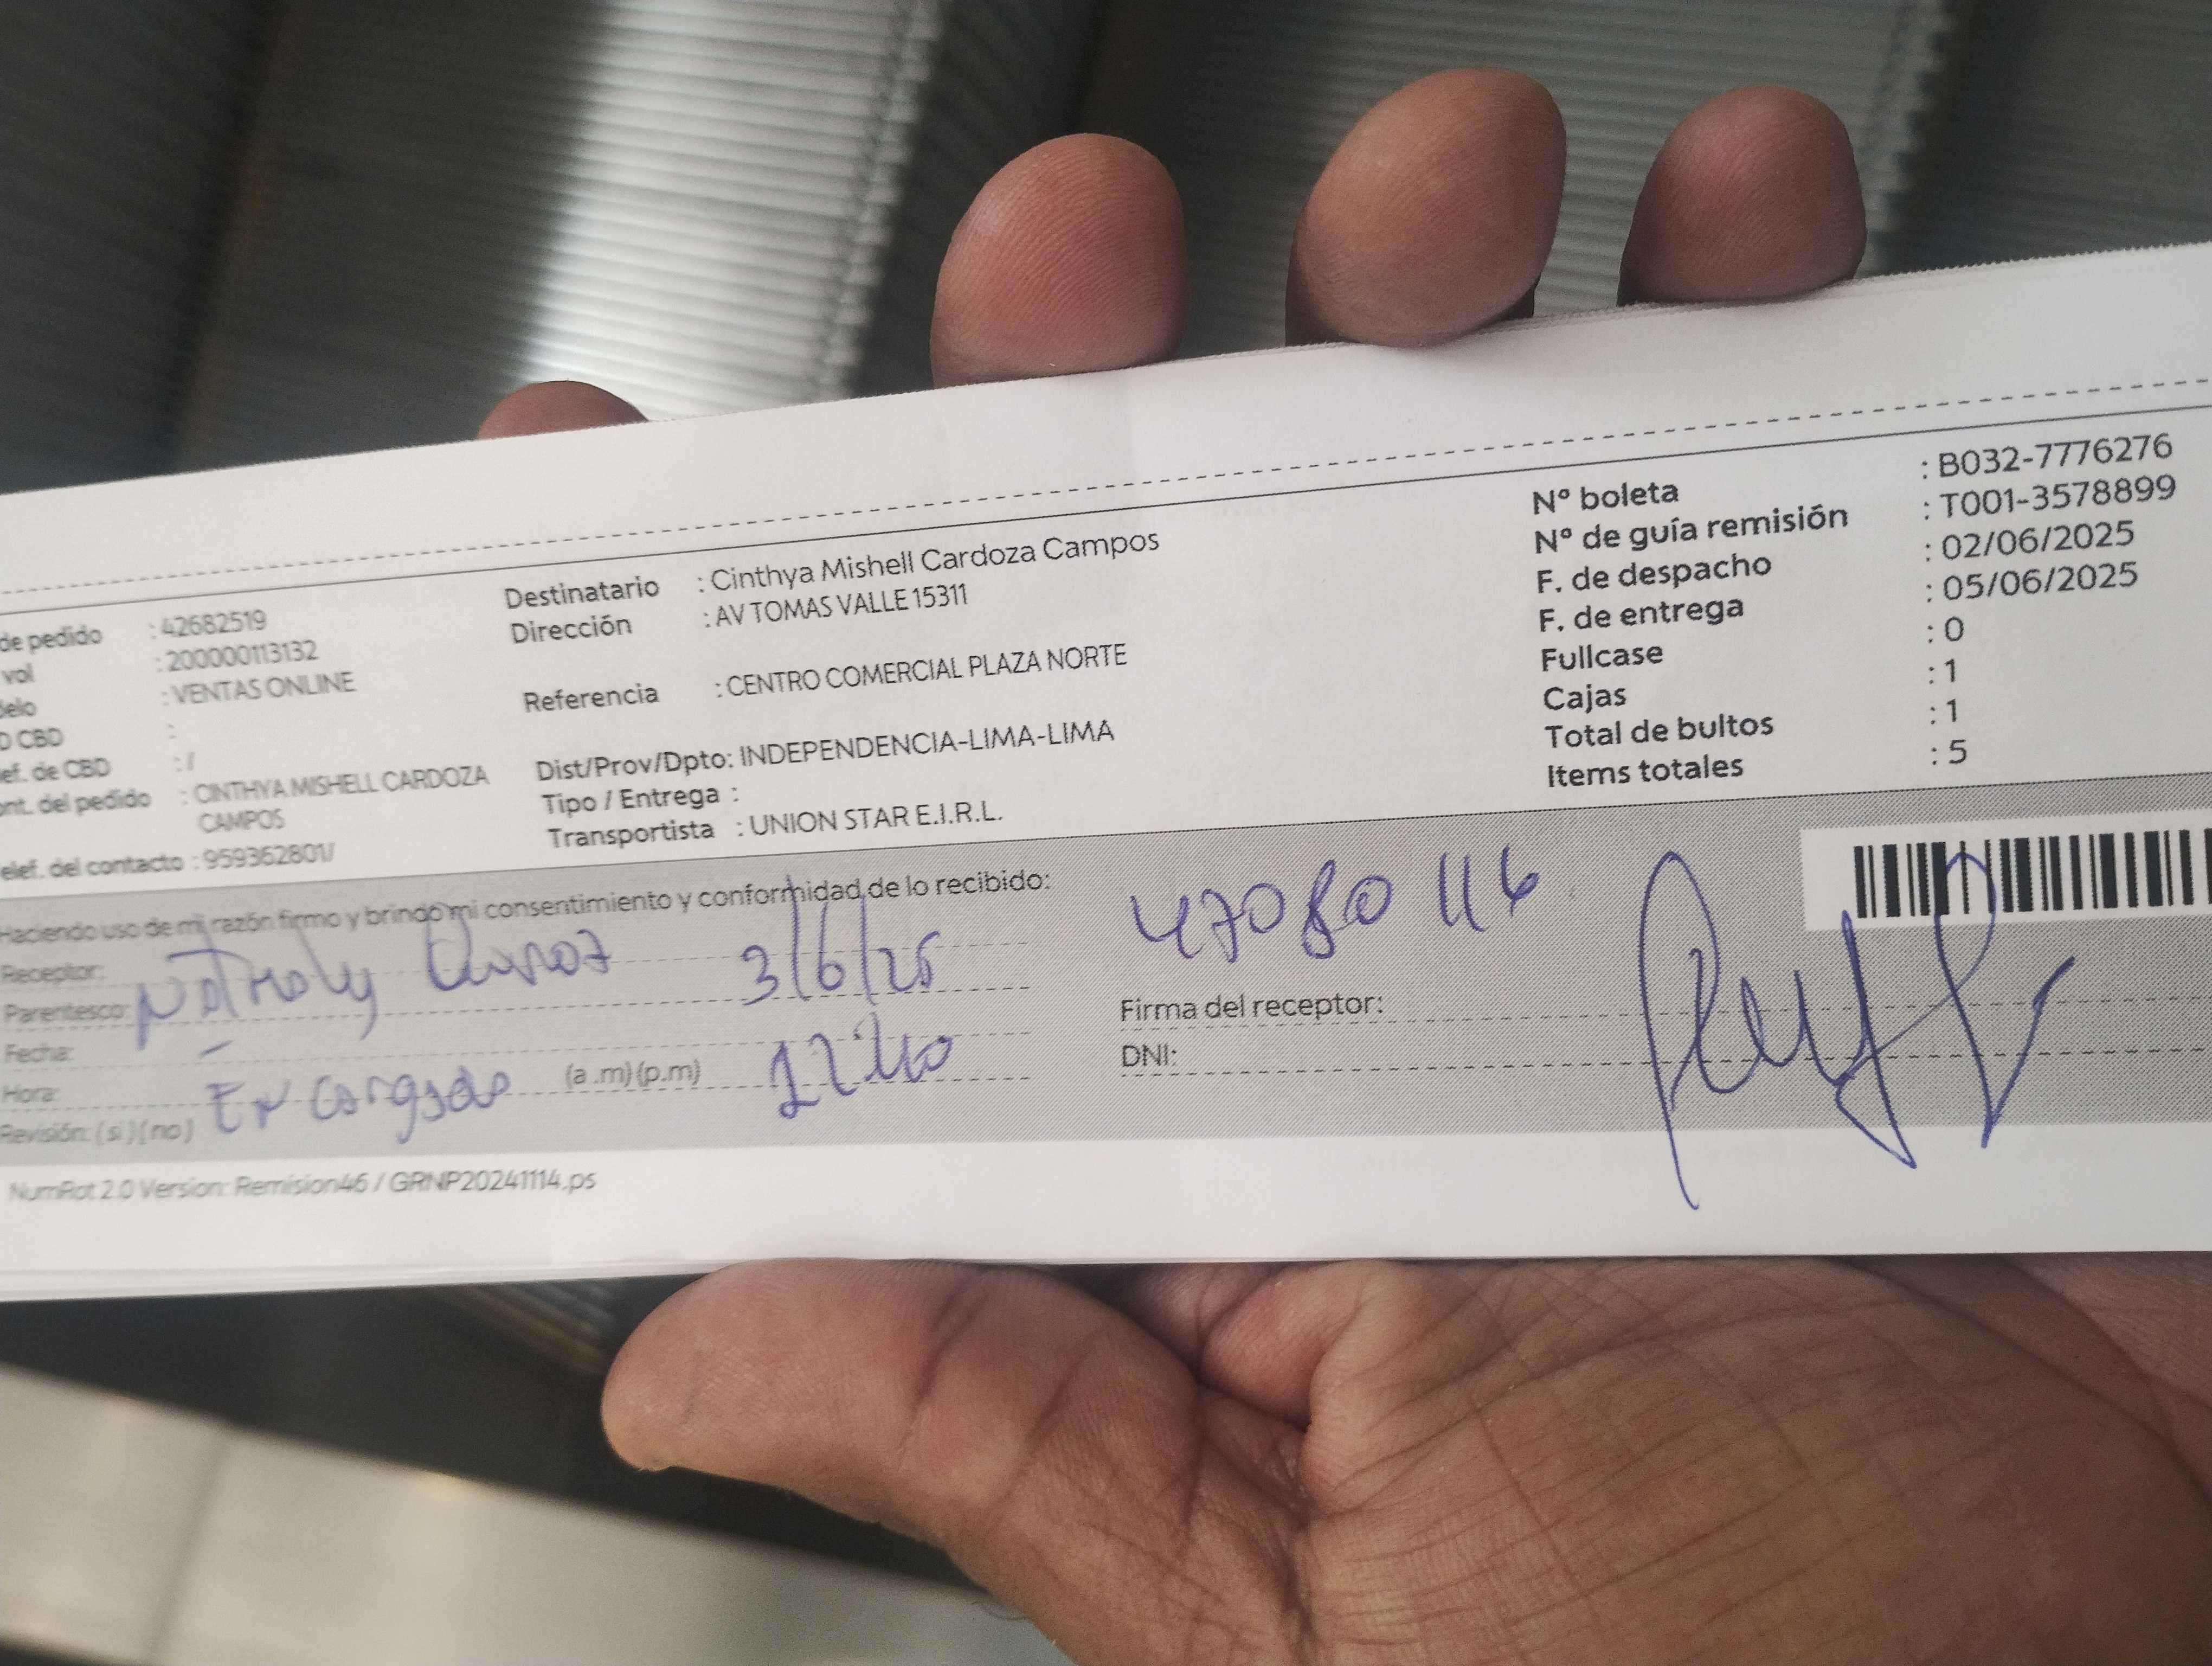 de pedido : 42682519
vol : 200000113132
delo : VENTAS ONLINE
D CBD :
ef. de CBD : /
ont. del pedido : CINTHYA MISHELL CARDOZA
CAMPOS
elef. del contacto : 959362801/
Destinatario : Cinthya Mishell Cardoza Campos
Dirección : AV TOMAS VALLE 15311
Referencia : CENTRO COMERCIAL PLAZA NORTE
Dist/Prov/Dpto: INDEPENDENCIA-LIMA-LIMA
Tipo / Entrega :
Transportista : UNION STAR E.I.R.L.
N° boleta : B032-7776276
N° de guía remisión : T001-3578899
F. de despacho : 02/06/2025
F. de entrega : 05/06/2025
Fullcase : 0
Cajas : 1
Total de bultos : 1
Items totales : 5
Haciendo uso de mi razón firmo y brindo mi consentimiento y conformidad de lo recibido:
Receptor:
Parentesco:
3/6/25
Fecha:
Hora: (a.m)(p.m) 12:40
Encargado
Revisión: (si)(no)
47080116
Firma del receptor:
DNI:
NumRot 2.0 Version: Remision46 / GRNP20241114.ps